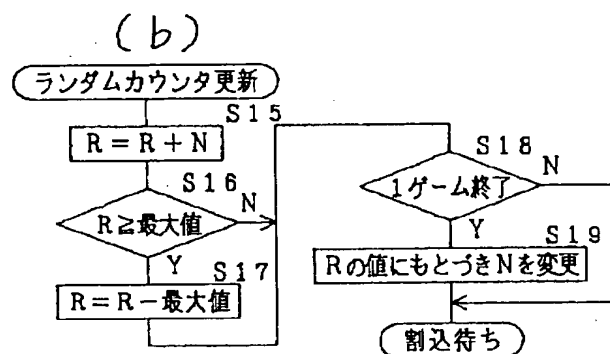 (b)
ランダムカウンタ更新
S15
R=R+N
S16
R≧最大値
N
Y
S17
R=R-最大値
S18
1ゲーム終了
N
Y
S19
Rの値にもとづきNを変更
割込待ち